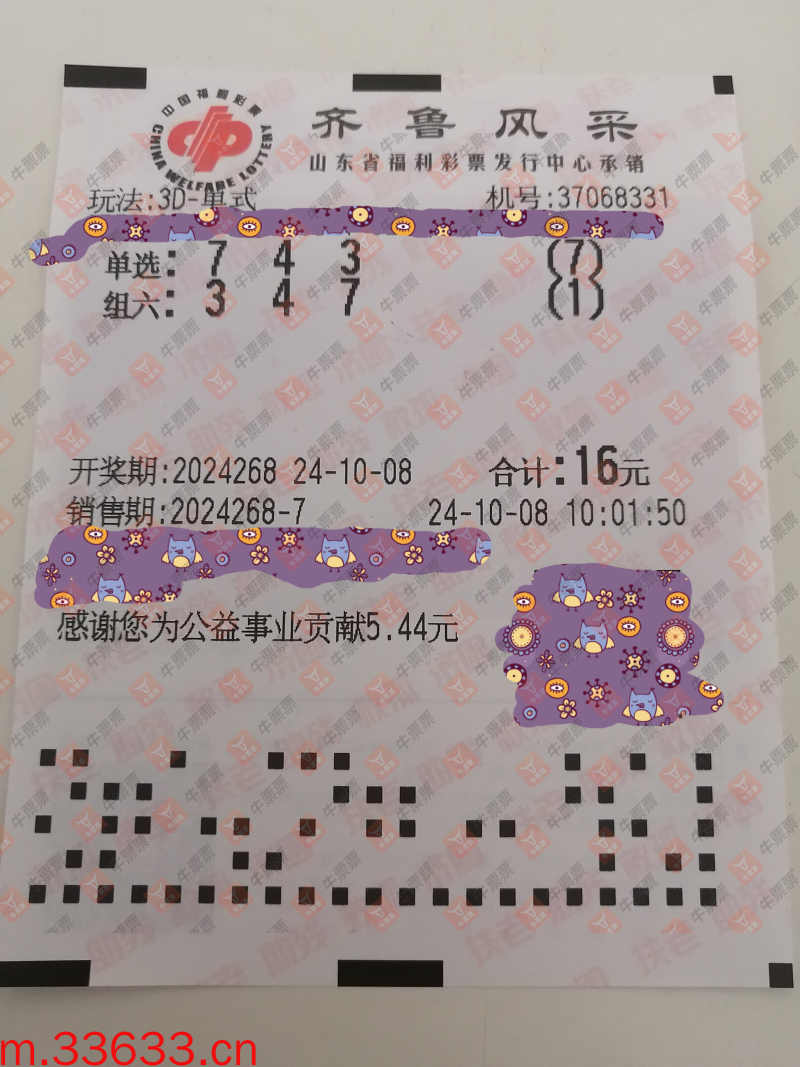 中国福利彩票
CHINA WELFARE LOTTERY
齐鲁风采
山东省福利彩票发行中心承销
玩法:3D-单式 机号:37068331
单选: 7 4 3 (7)
组六: 3 4 7 (1)
开奖期:2024268 24-10-08 合计:16元
销售期:2024268-7 24-10-08 10:01:50
感谢您为公益事业贡献5.44元
牛票票
m.33633.cn